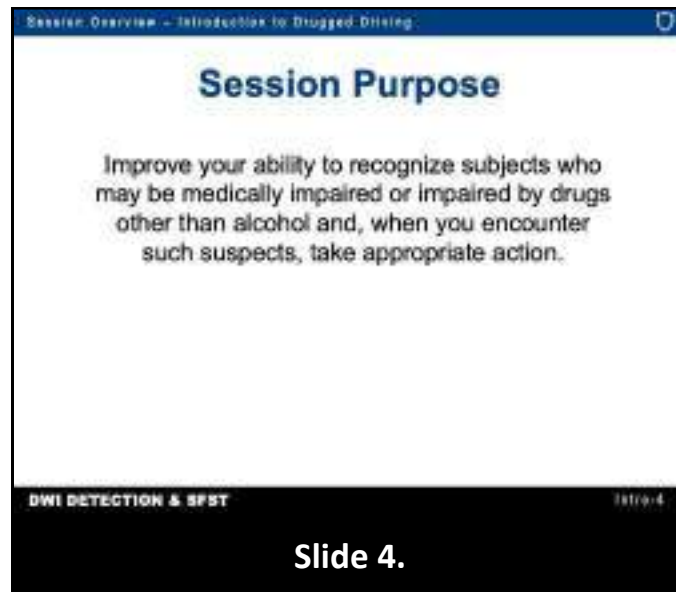 Session Overview – Introduction to Drugged Driving
Session Purpose
Improve your ability to recognize subjects who
may be medically impaired or impaired by drugs
other than alcohol and, when you encounter
such suspects, take appropriate action.
DWI DETECTION & SFST
Intro-4
Slide 4.